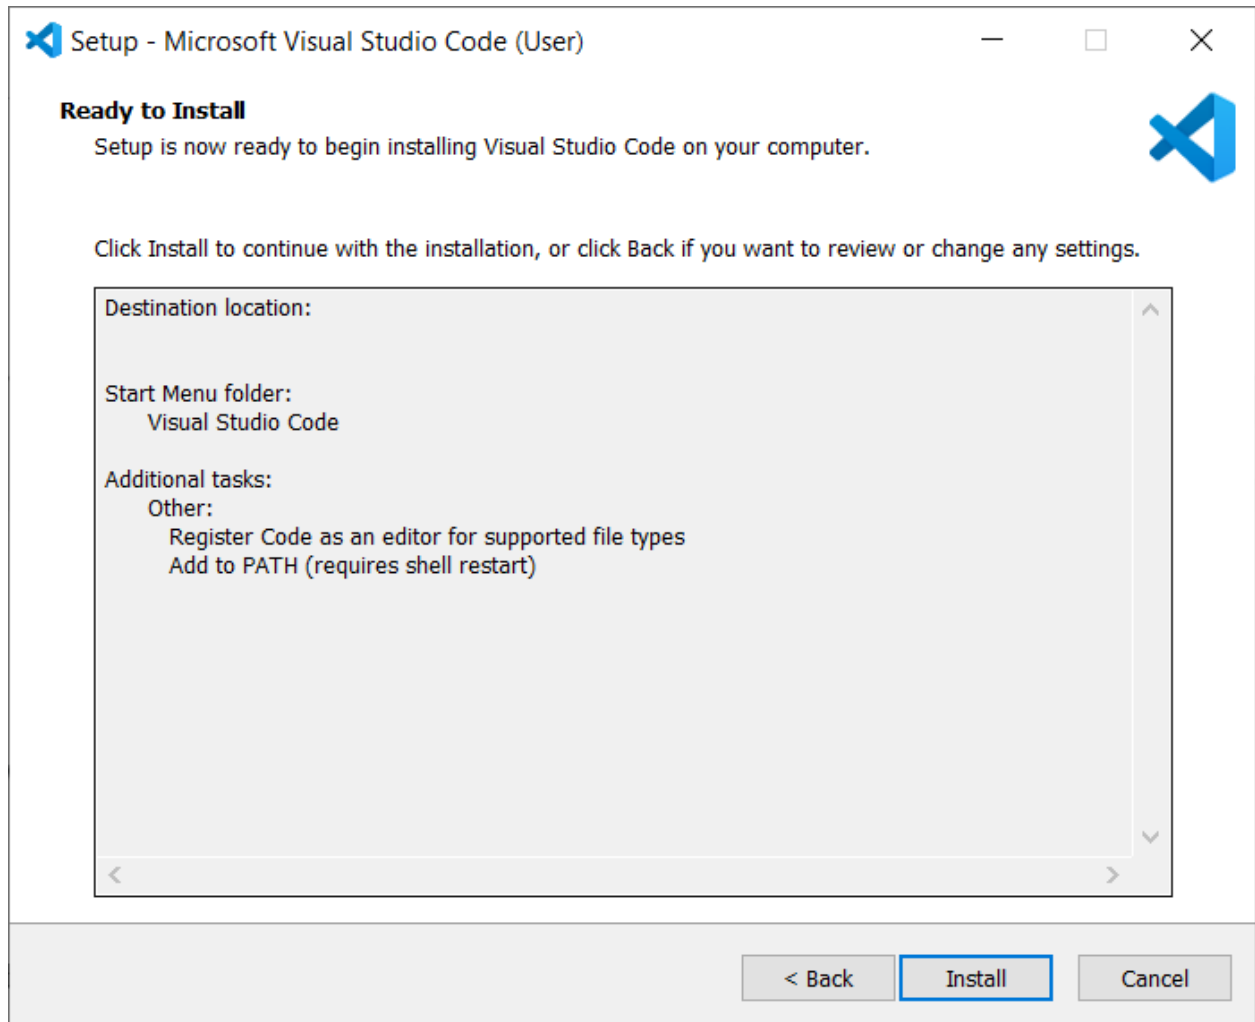 Setup - Microsoft Visual Studio Code (User)
Ready to Install
Setup is now ready to begin installing Visual Studio Code on your computer.
Click Install to continue with the installation, or click Back if you want to review or change any settings.
Destination location:
Start Menu folder:
Visual Studio Code
Additional tasks:
Other:
Register Code as an editor for supported file types
Add to PATH (requires shell restart)
< Back
Install
Cancel